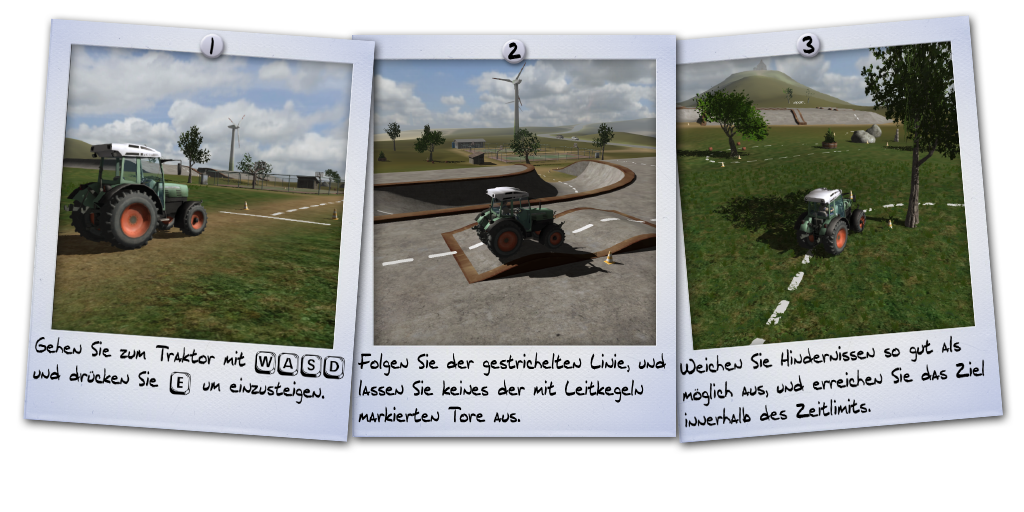 1
Gehen Sie zum Traktor mit W A S D
und drücken Sie E um einzusteigen.
2
Folgen Sie der gestrichelten Linie, und
lassen Sie keines der mit Leitkegeln
markierten Tore aus.
3
Weichen Sie Hindernissen so gut als
möglich aus, und erreichen Sie das Ziel
innerhalb des Zeitlimits.